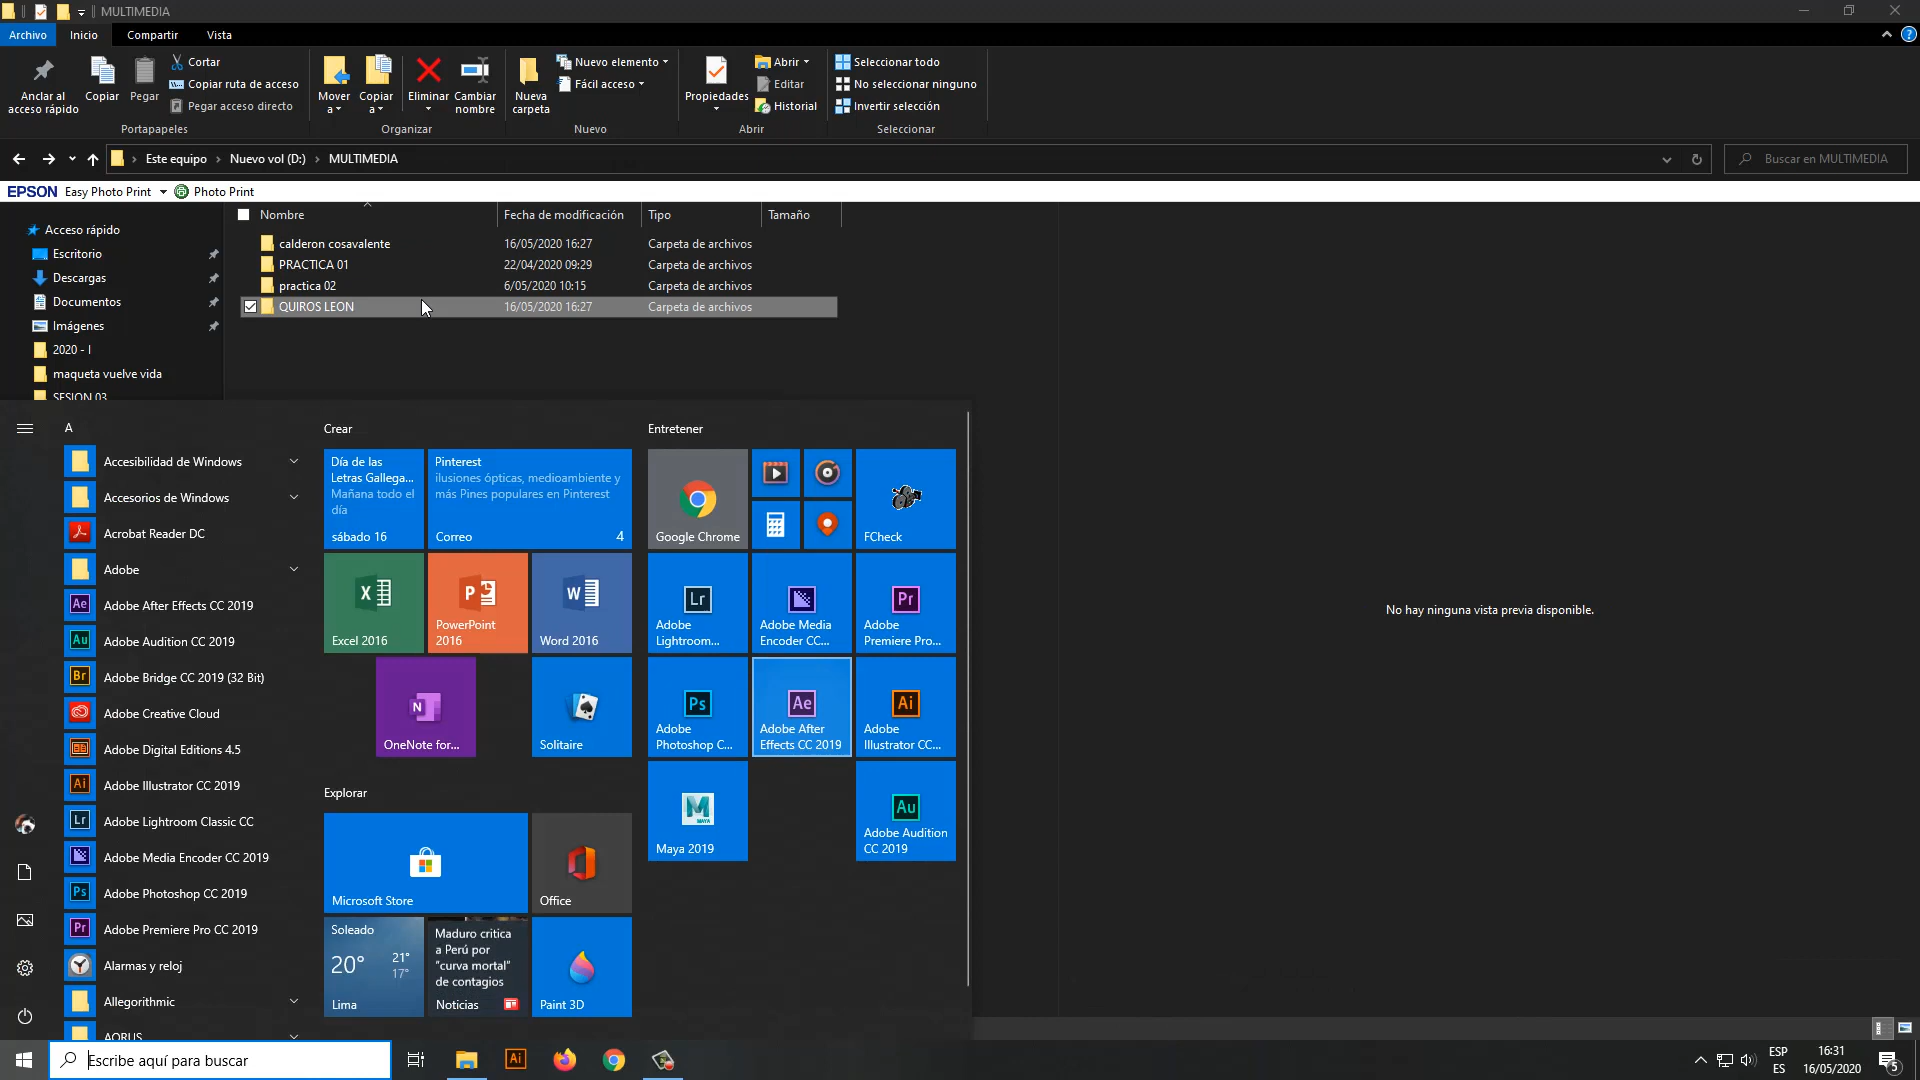 MULTIMEDIA
Archivo Inicio Compartir Vista
Anclar al acceso rápido
Copiar
Pegar
Cortar
Copiar ruta de acceso
Pegar acceso directo
Portapapeles
Mover a
Copiar a
Eliminar
Cambiar nombre
Organizar
Nueva carpeta
Nuevo elemento
Fácil acceso
Nuevo
Propiedades
Abrir
Editar
Historial
Abrir
Seleccionar todo
No seleccionar ninguno
Invertir selección
Seleccionar
Este equipo Nuevo vol (D:) MULTIMEDIA
Buscar en MULTIMEDIA
EPSON Easy Photo Print Photo Print
Nombre Fecha de modificación Tipo Tamaño
calderon cosavalente 16/05/2020 16:27 Carpeta de archivos
PRACTICA 01 22/04/2020 09:29 Carpeta de archivos
practica 02 6/05/2020 10:15 Carpeta de archivos
QUIROS LEON 16/05/2020 16:27 Carpeta de archivos
Acceso rápido
Escritorio
Descargas
Documentos
Imágenes
2020 - I
maqueta vuelve vida
SESION 03
No hay ninguna vista previa disponible.
A
Accesibilidad de Windows
Accesorios de Windows
Acrobat Reader DC
Adobe
Adobe After Effects CC 2019
Adobe Audition CC 2019
Adobe Bridge CC 2019 (32 Bit)
Adobe Creative Cloud
Adobe Digital Editions 4.5
Adobe Illustrator CC 2019
Adobe Lightroom Classic CC
Adobe Media Encoder CC 2019
Adobe Photoshop CC 2019
Adobe Premiere Pro CC 2019
Alarmas y reloj
Allegorithmic
AORUS
Crear
Día de las
Letras Gallega...
Mañana todo el
día
sábado 16
Pinterest
ilusiones ópticas, medioambiente y
más Pines populares en Pinterest
Correo 4
Excel 2016
PowerPoint
2016
Word 2016
OneNote for...
Solitaire
Explorar
Microsoft Store
Office
Soleado
20° 21°
17°
Lima
Maduro critica
a Perú por
"curva mortal"
de contagios
Noticias
Paint 3D
Entretener
Google Chrome
FCheck
Lr
Adobe
Lightroom...
Adobe Media
Encoder CC...
Pr
Adobe
Premiere Pro...
Ps
Adobe
Photoshop C...
Ae
Adobe After
Effects CC 2019
Ai
Adobe
Illustrator CC...
MAYA
Maya 2019
Au
Adobe Audition
CC 2019
Escribe aquí para buscar
Ai
ESP
ES
16:31
16/05/2020
5